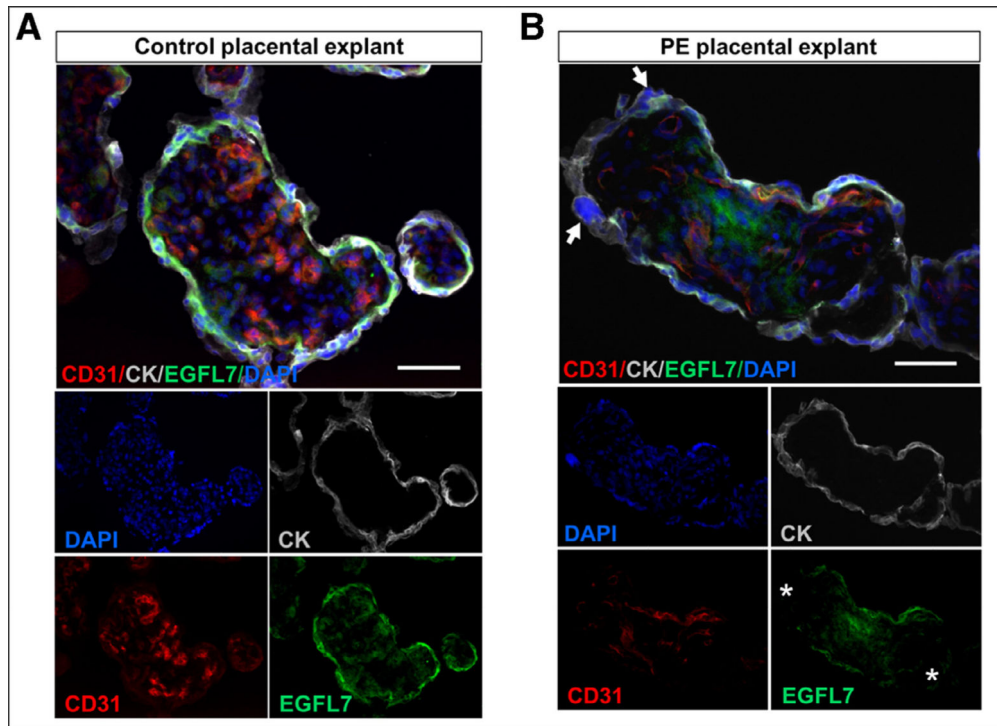 A
B
Control placental explant
PE placental explant
CD31/CK/EGFL7/DAPI
CD31/CK/EGFL7/DAPI
DAPI
CK
DAPI
CK
CD31
EGFL7
CD31
*
*
EGFL7